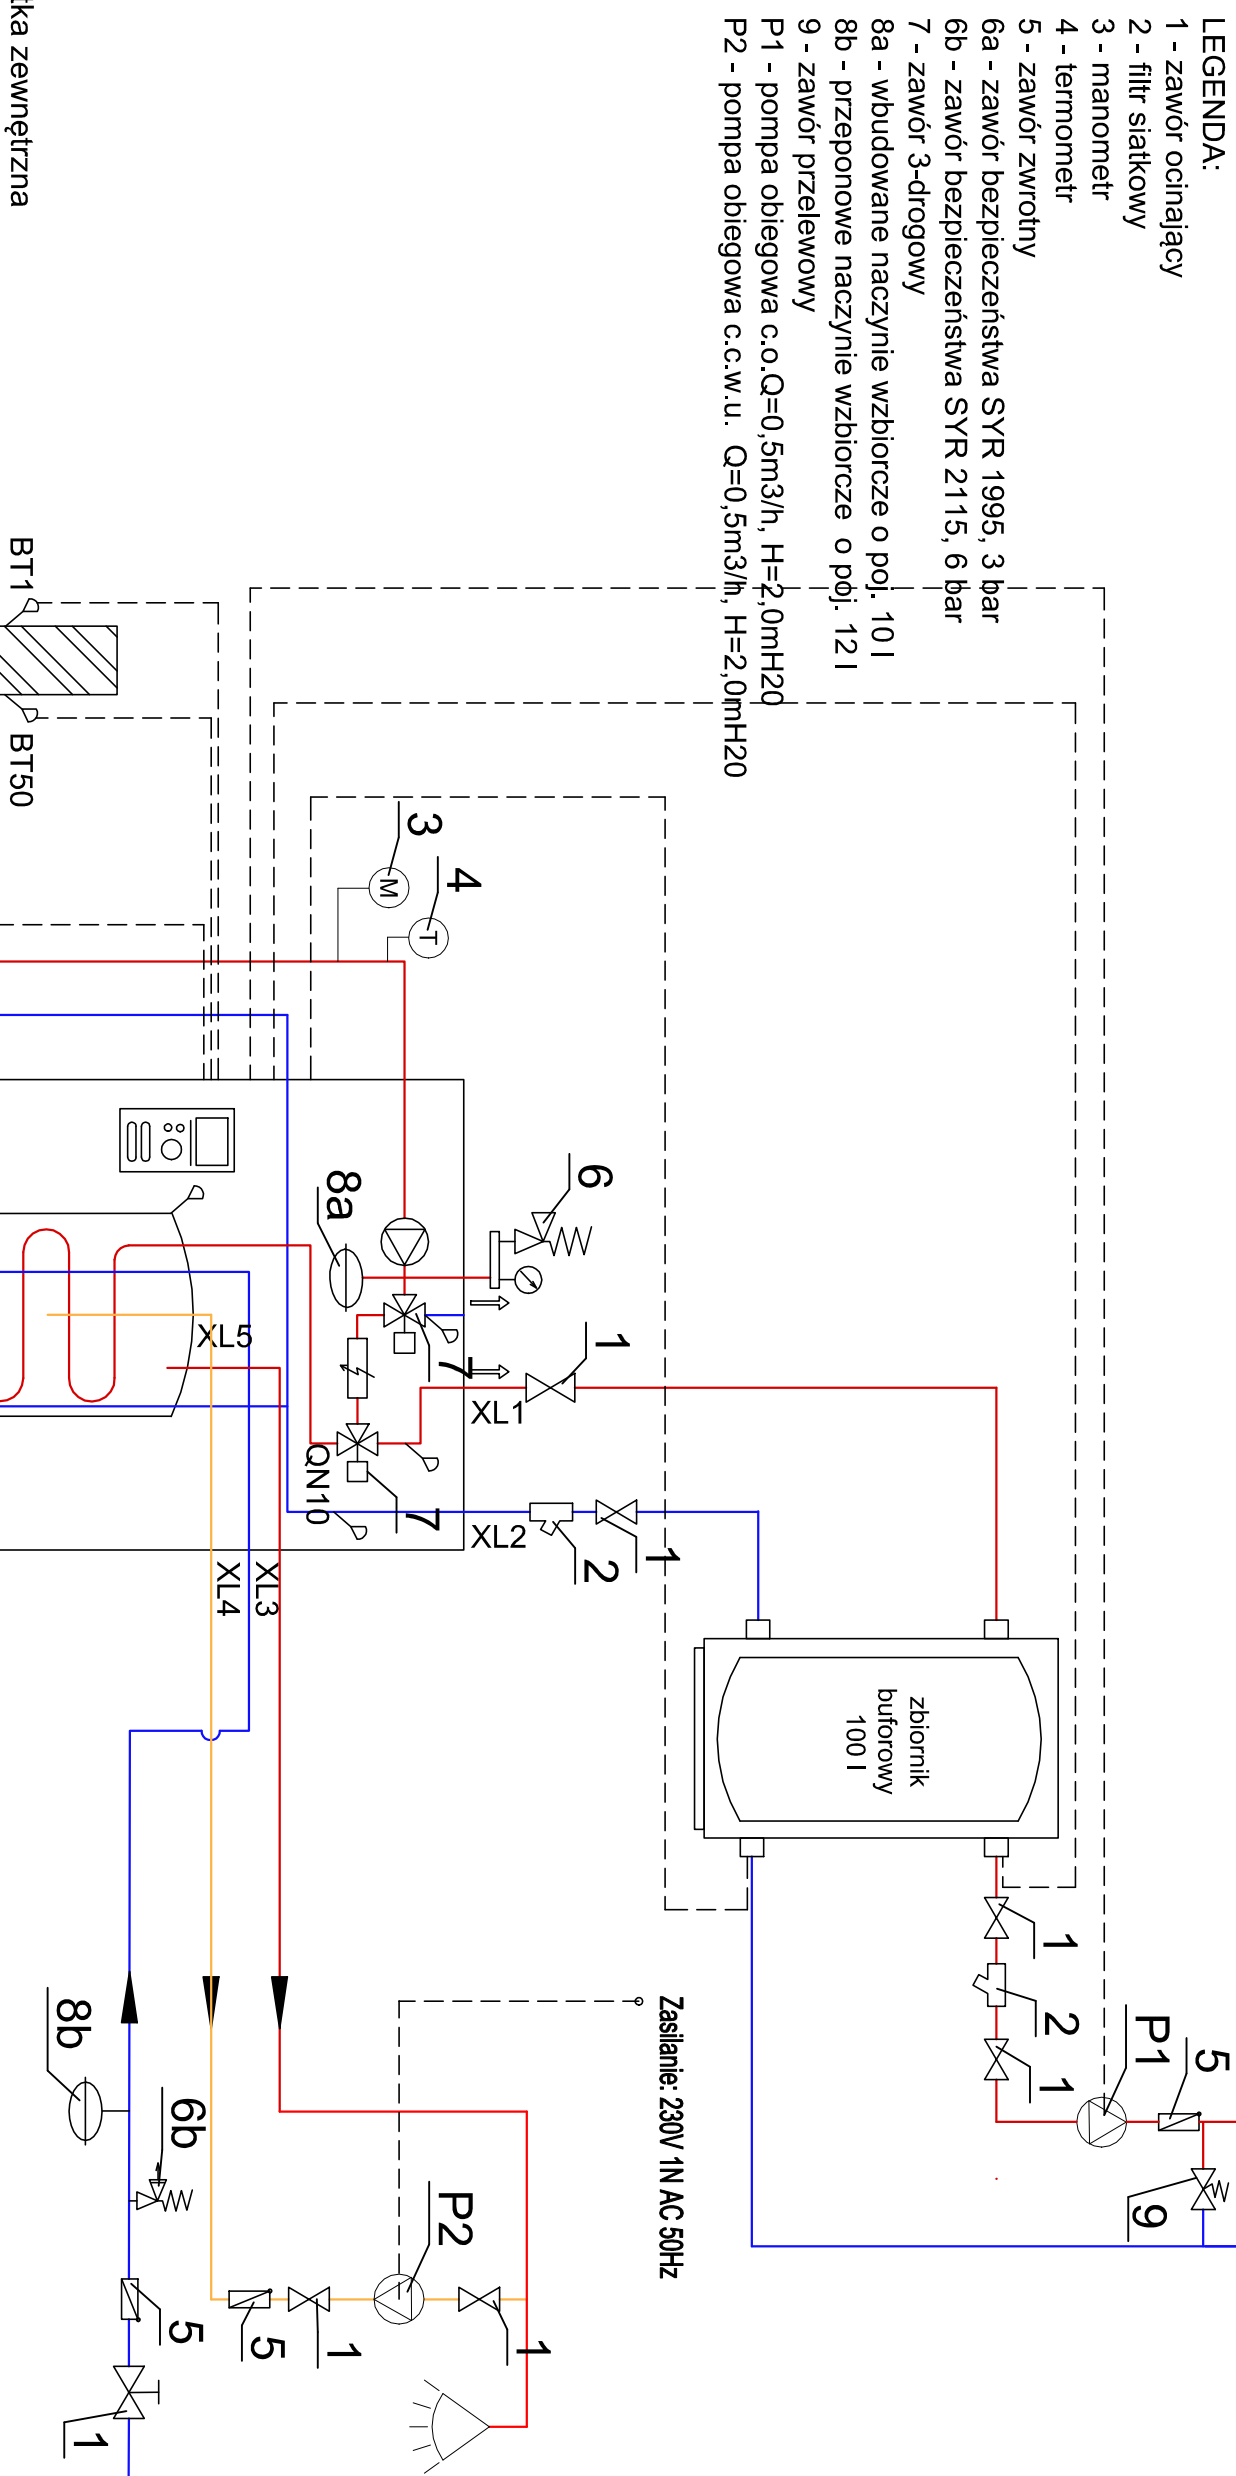 LEGENDA:
1 - zawór ocinający
2 - filtr siatkowy
3 - manometr
4 - termometr
5 - zawór zwrotny
6a - zawór bezpieczeństwa SYR 1995, 3 bar
6b - zawór bezpieczeństwa SYR 2115, 6 bar
7 - zawór 3-drogowy
8a - wbudowane naczynie wzbiorcze o poj. 10 l
8b - przeponowe naczynie wzbiorcze o poj. 12 l
9 - zawór przelewowy
P1 - pompa obiegowa c.o.Q=0,5m3/h, H=2,0mH20
P2 - pompa obiegowa c.c.w.u. Q=0,5m3/h, H=2,0mH20
zewnętrzna
BT1
BT50
3
M
4
T
6
8a
7
1
XL1
XL5
QN10
7
XL2
2
1
XL3
XL4
zbiornik
buforowy
100 l
1
2
1
P1
5
9
Zasilanie: 230V 1N AC 50Hz
8b
6b
P2
5
5
1
1
1